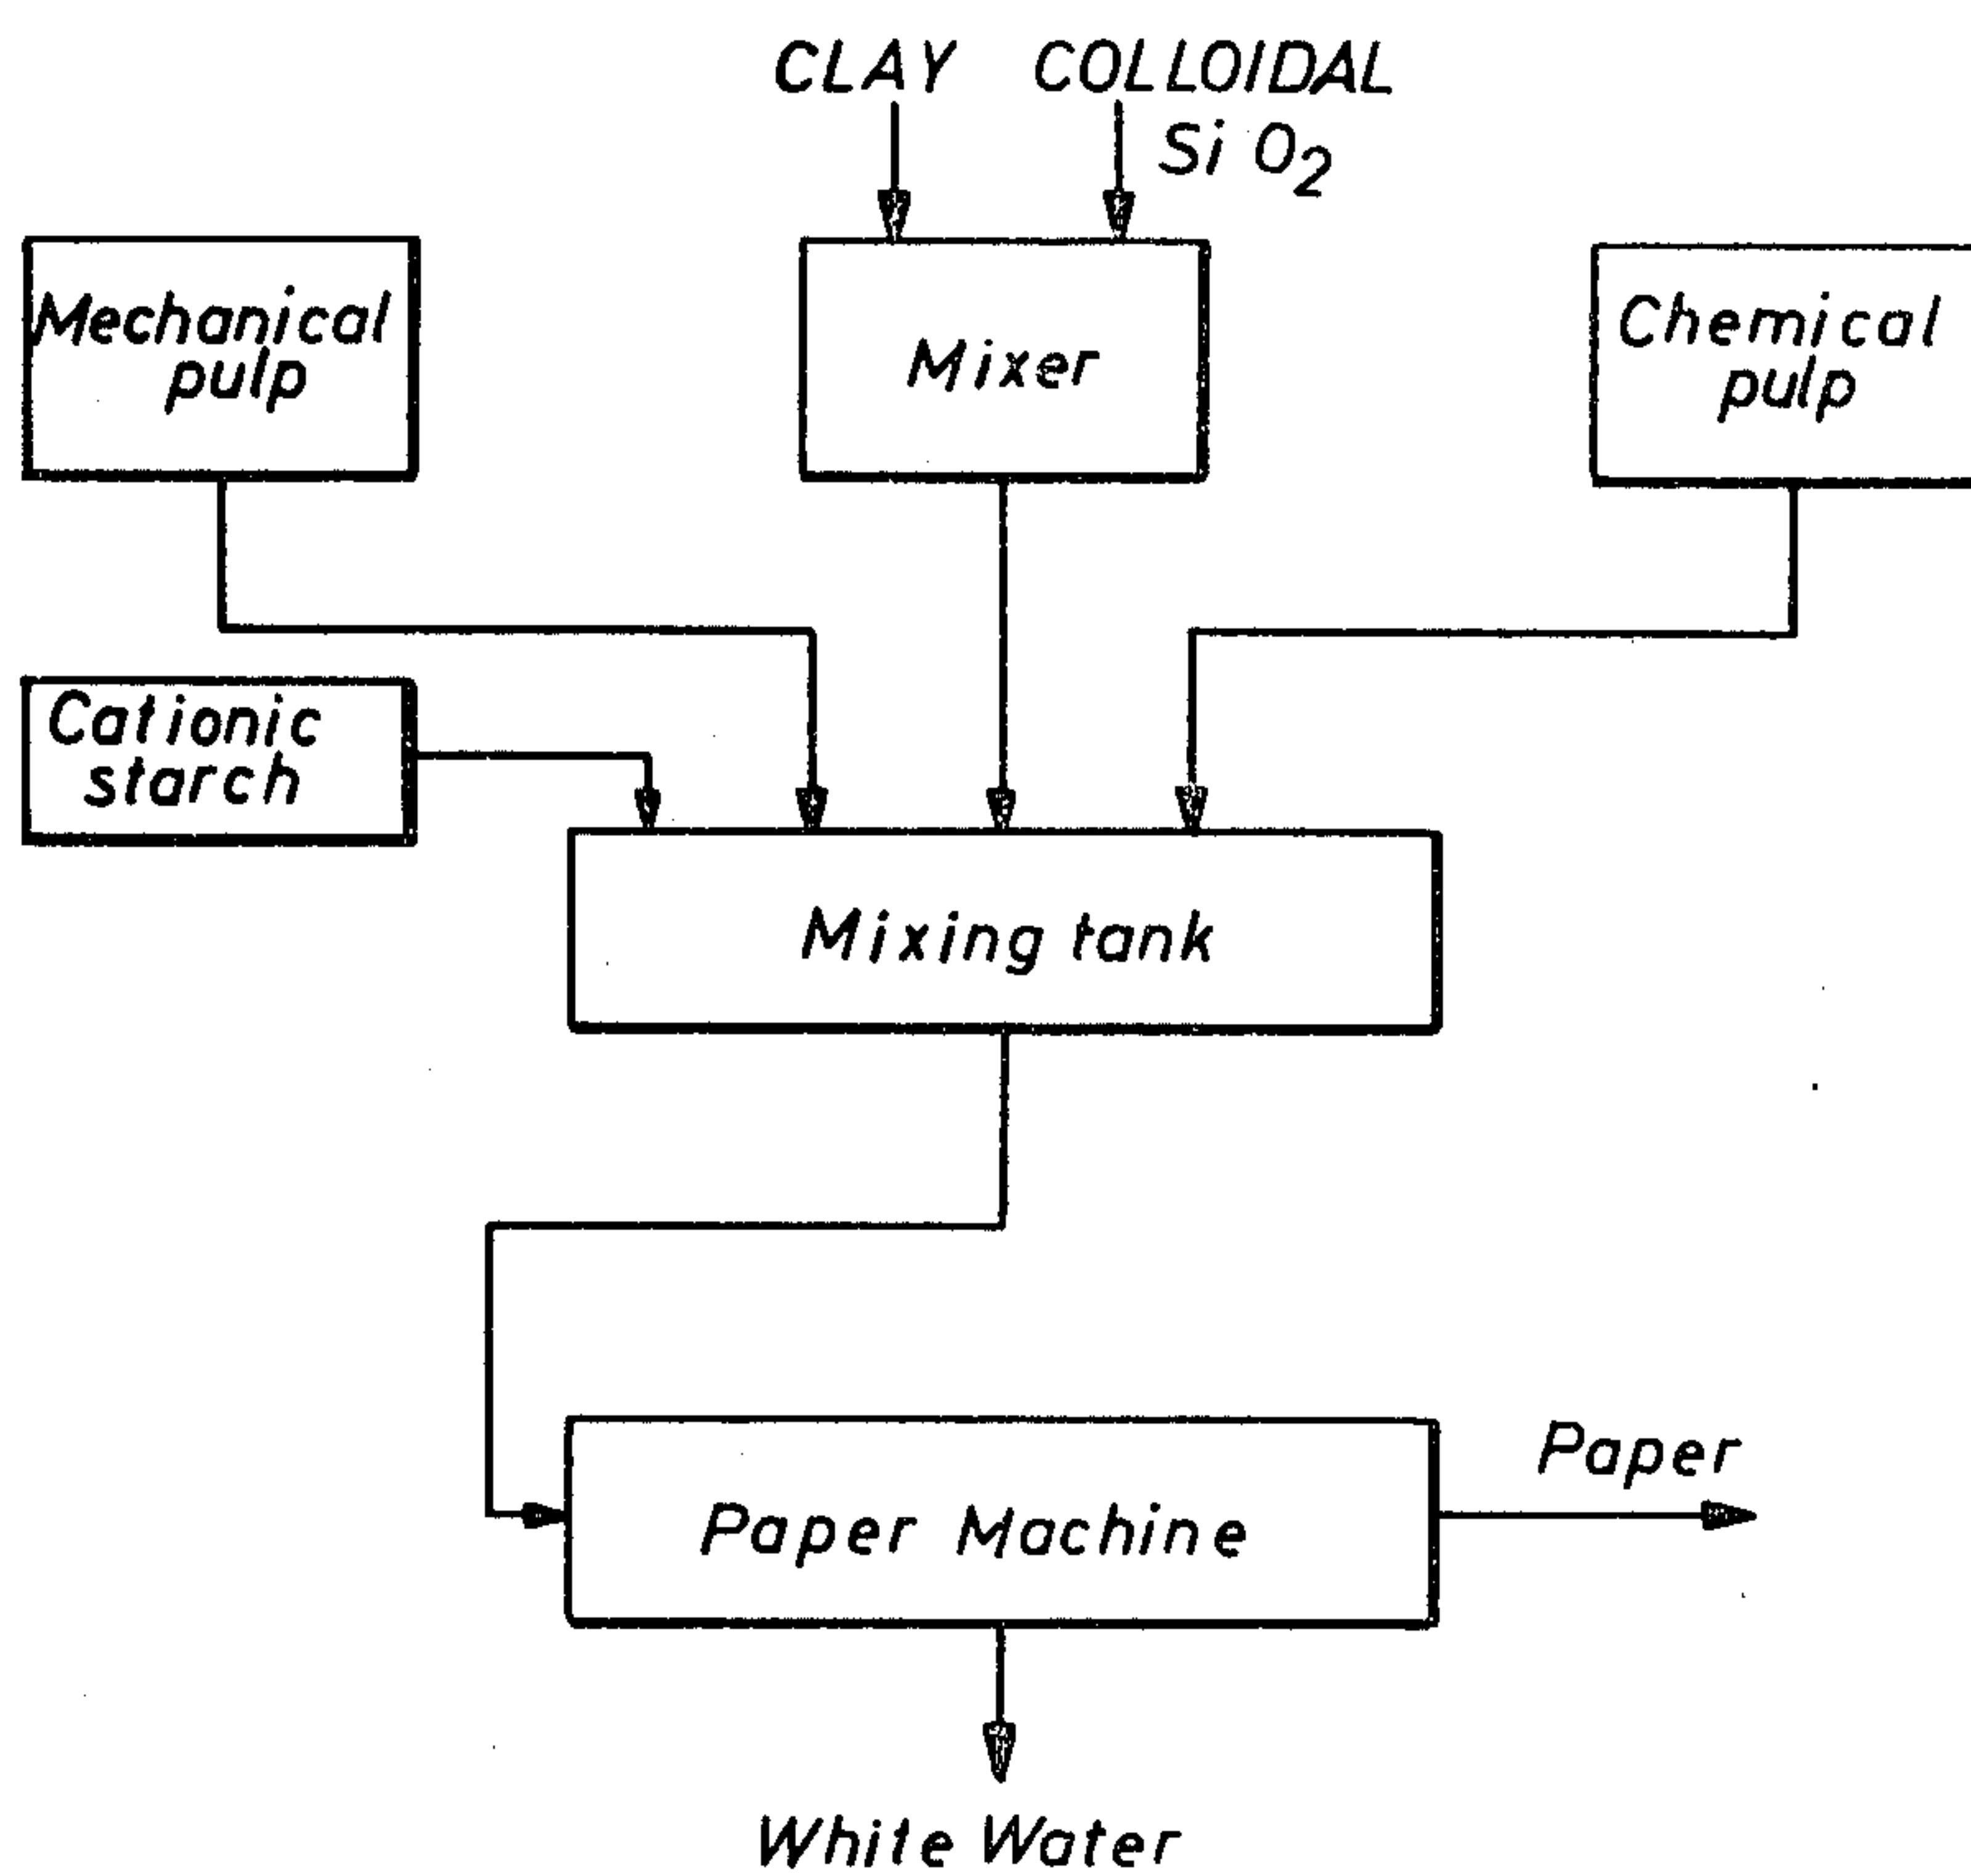 CLAY COLLOIDAL
Si O2
Mechanical
pulp
Mixer
Chemical
pulp
Cationic
starch
Mixing tank
Paper Machine
Paper
White Water